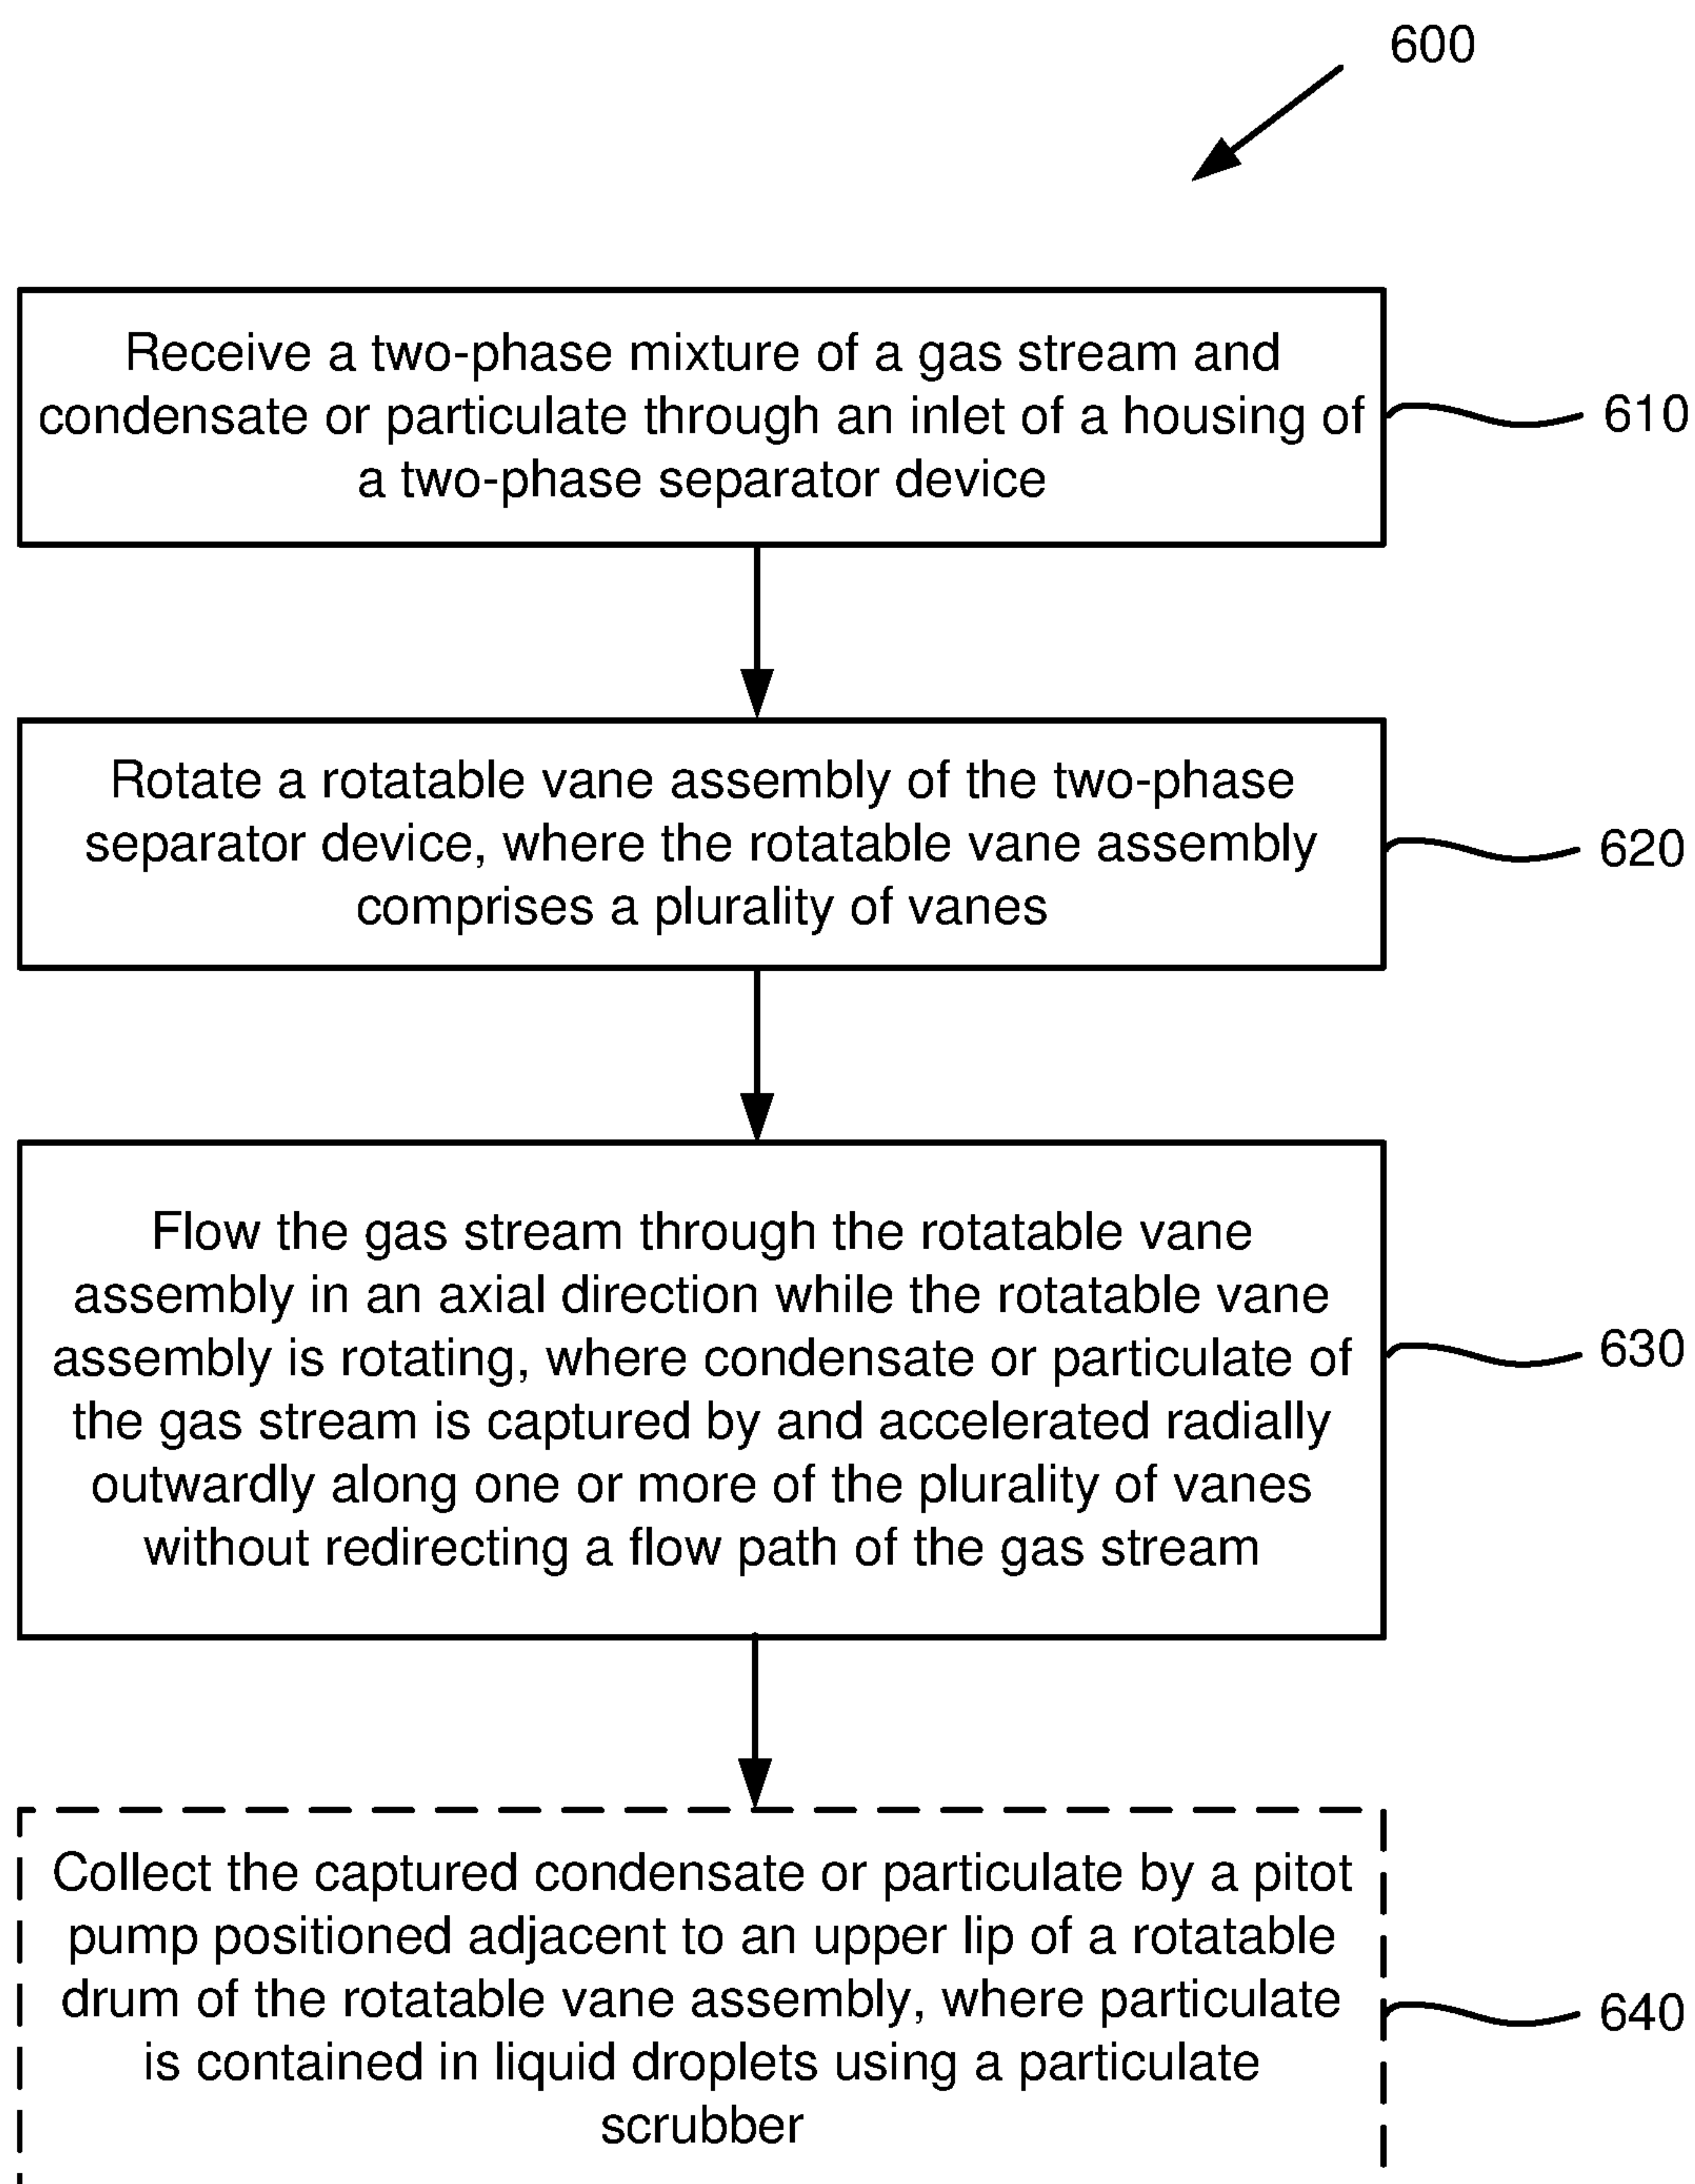 600
Receive a two-phase mixture of a gas stream and
condensate or particulate through an inlet of a housing of
a two-phase separator device
610
Rotate a rotatable vane assembly of the two-phase
separator device, where the rotatable vane assembly
comprises a plurality of vanes
620
Flow the gas stream through the rotatable vane
assembly in an axial direction while the rotatable vane
assembly is rotating, where condensate or particulate of
the gas stream is captured by and accelerated radially
outwardly along one or more of the plurality of vanes
without redirecting a flow path of the gas stream
630
Collect the captured condensate or particulate by a pitot
pump positioned adjacent to an upper lip of a rotatable
drum of the rotatable vane assembly, where particulate
is contained in liquid droplets using a particulate
scrubber
640